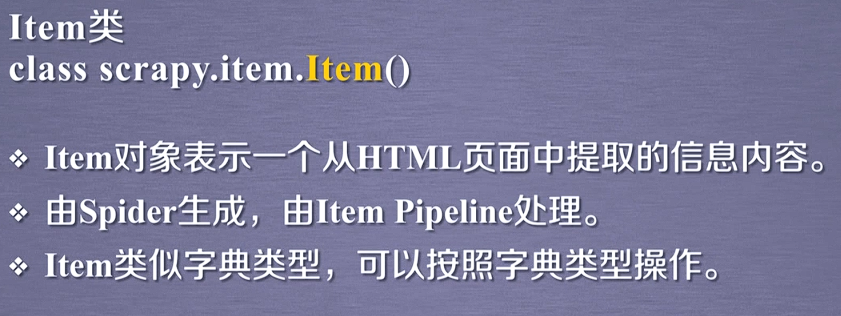 Item类
class scrapy.item.Item()
❖ Item对象表示一个从HTML页面中提取的信息内容。
❖ 由Spider生成，由Item Pipeline处理。
❖ Item类似字典类型，可以按照字典类型操作。